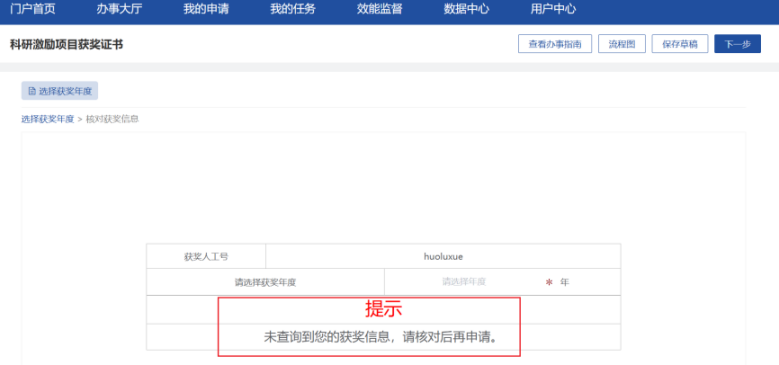 门户首页 办事大厅 我的申请 我的任务 效能监督 数据中心 用户中心
科研激励项目获奖证书 查看办事指南 流程图 保存草稿 下一步
选择获奖年度
选择获奖年度 > 核对获奖信息
获奖人工号 huoluxue
请选择获奖年度 请选择年度 * 年
提示
未查询到您的获奖信息，请核对后再申请。